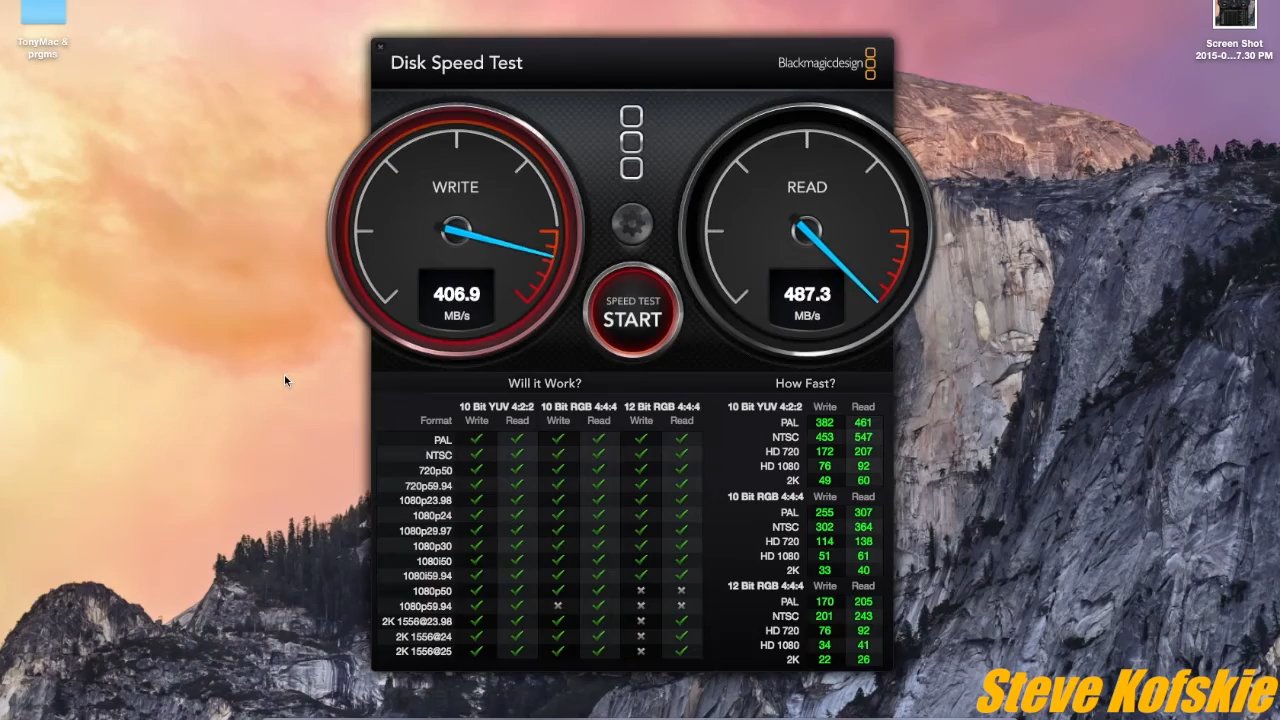 TonyMac &
prgms
Screen Shot
2015-0...7.30 PM
Disk Speed Test
Blackmagicdesign
WRITE
406.9
MB/s
READ
487.3
MB/s
SPEED TEST
START
Will it Work?
10 Bit YUV 4:2:2 10 Bit RGB 4:4:4 12 Bit RGB 4:4:4
Format Write Read Write Read Write Read
PAL ✓ ✓ ✓ ✓ ✓ ✓
NTSC ✓ ✓ ✓ ✓ ✓ ✓
720p50 ✓ ✓ ✓ ✓ ✓ ✓
720p59.94 ✓ ✓ ✓ ✓ ✓ ✓
1080p23.98 ✓ ✓ ✓ ✓ ✓ ✓
1080p24 ✓ ✓ ✓ ✓ ✓ ✓
1080p29.97 ✓ ✓ ✓ ✓ ✓ ✓
1080p30 ✓ ✓ ✓ ✓ ✓ ✓
1080i50 ✓ ✓ ✓ ✓ ✓ ✓
1080i59.94 ✓ ✓ ✓ ✓ ✓ ✓
1080p50 ✓ ✓ ✓ ✓ ✗ ✗
1080p59.94 ✓ ✓ ✗ ✓ ✗ ✗
2K 1556@23.98 ✓ ✓ ✓ ✓ ✗ ✓
2K 1556@24 ✓ ✓ ✓ ✓ ✗ ✓
2K 1556@25 ✓ ✓ ✓ ✓ ✗ ✓
How Fast?
10 Bit YUV 4:2:2 Write Read
PAL 382 461
NTSC 453 547
HD 720 172 207
HD 1080 76 92
2K 49 60
10 Bit RGB 4:4:4 Write Read
PAL 255 307
NTSC 302 364
HD 720 114 138
HD 1080 51 61
2K 33 40
12 Bit RGB 4:4:4 Write Read
PAL 170 205
NTSC 201 243
HD 720 76 92
HD 1080 34 41
2K 22 26
Steve Kofskie